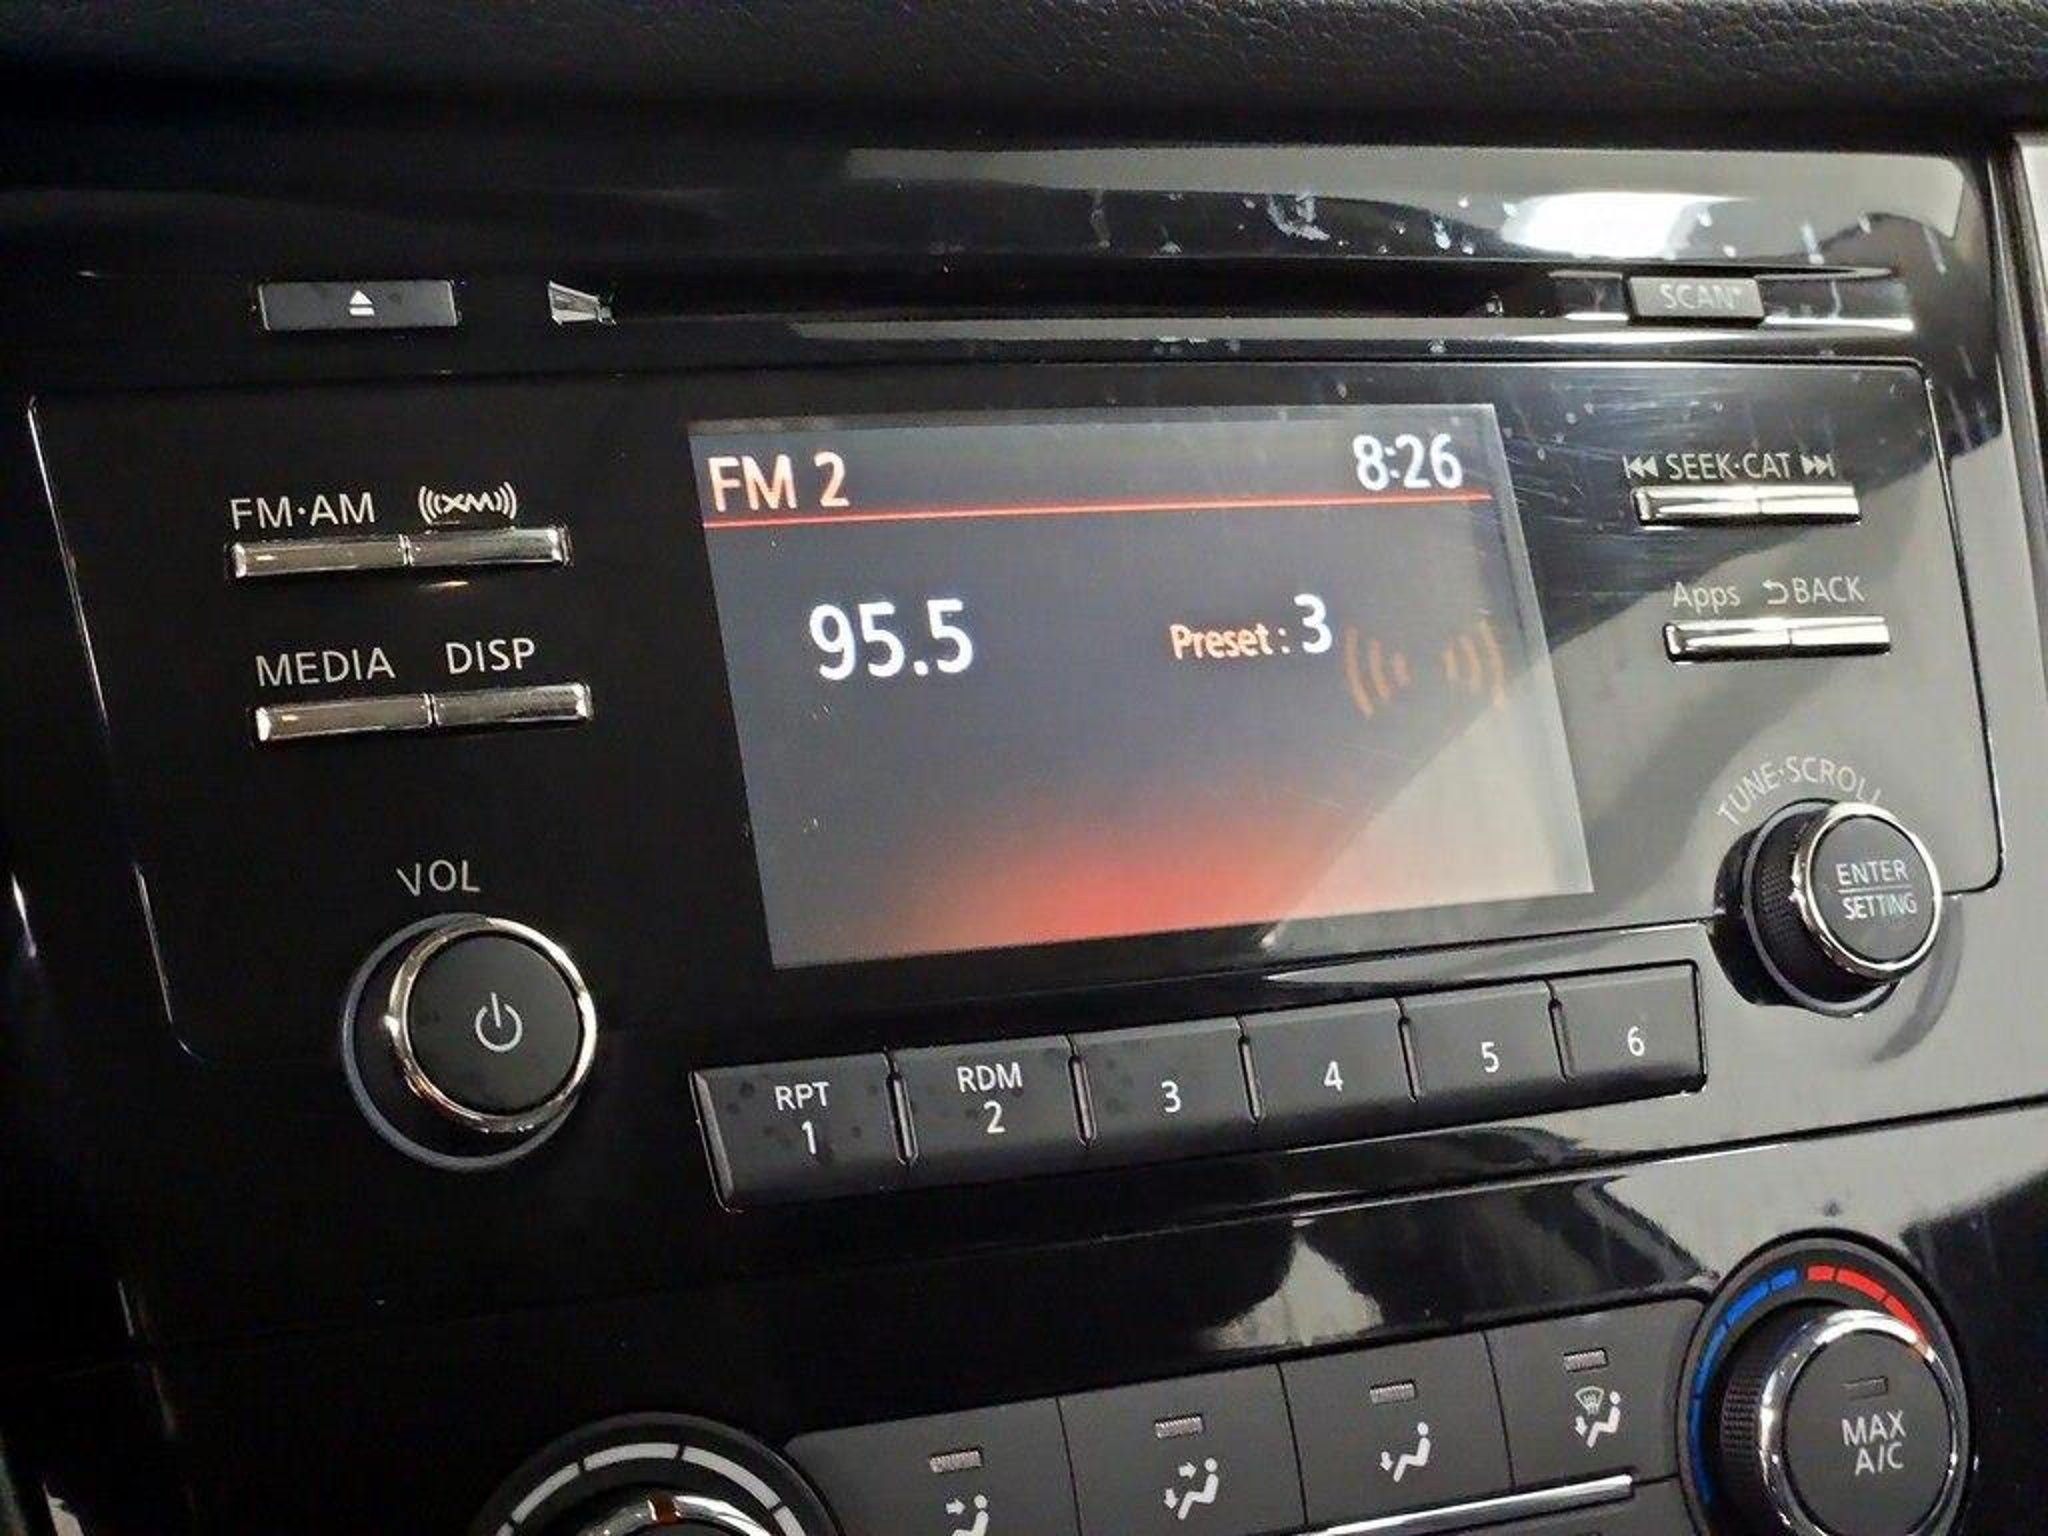 SCAN
FM 2 8:26
FM·AM XM
SEEK·CAT
95.5 Preset: 3
Apps BACK
MEDIA DISP
TUNE·SCROLL
VOL
ENTER
SETTING
RPT
1
RDM
2
3
4
5
6
MAX
A/C